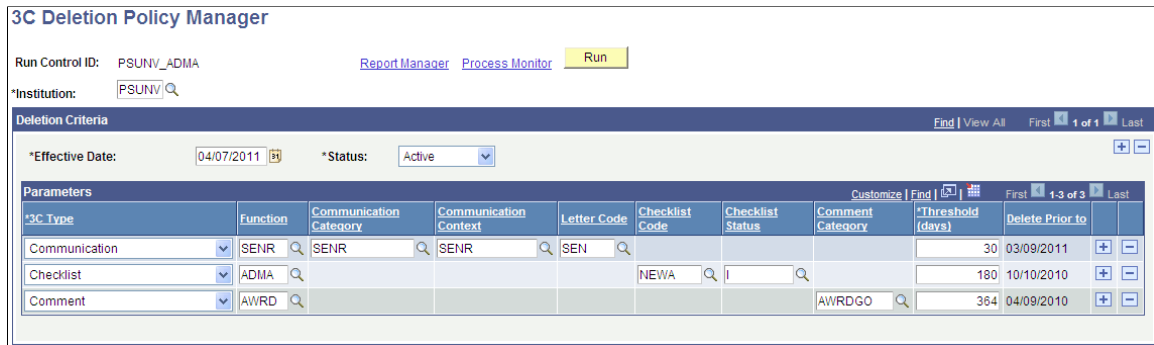 3C Deletion Policy Manager
Run Control ID: PSUNV_ADMA Report Manager Process Monitor Run
*Institution: PSUNV
Deletion Criteria Find | View All First 1 of 1 Last
*Effective Date: 04/07/2011 *Status: Active
Parameters Customize | Find | First 1-3 of 3 Last
*3C Type Function Communication Category Communication Context Letter Code Checklist Code Checklist Status Comment Category *Threshold (days) Delete Prior to
Communication SENR SENR SENR SEN 30 03/09/2011
Checklist ADMA NEWA I 180 10/10/2010
Comment AWRD AWRDGO 364 04/09/2010